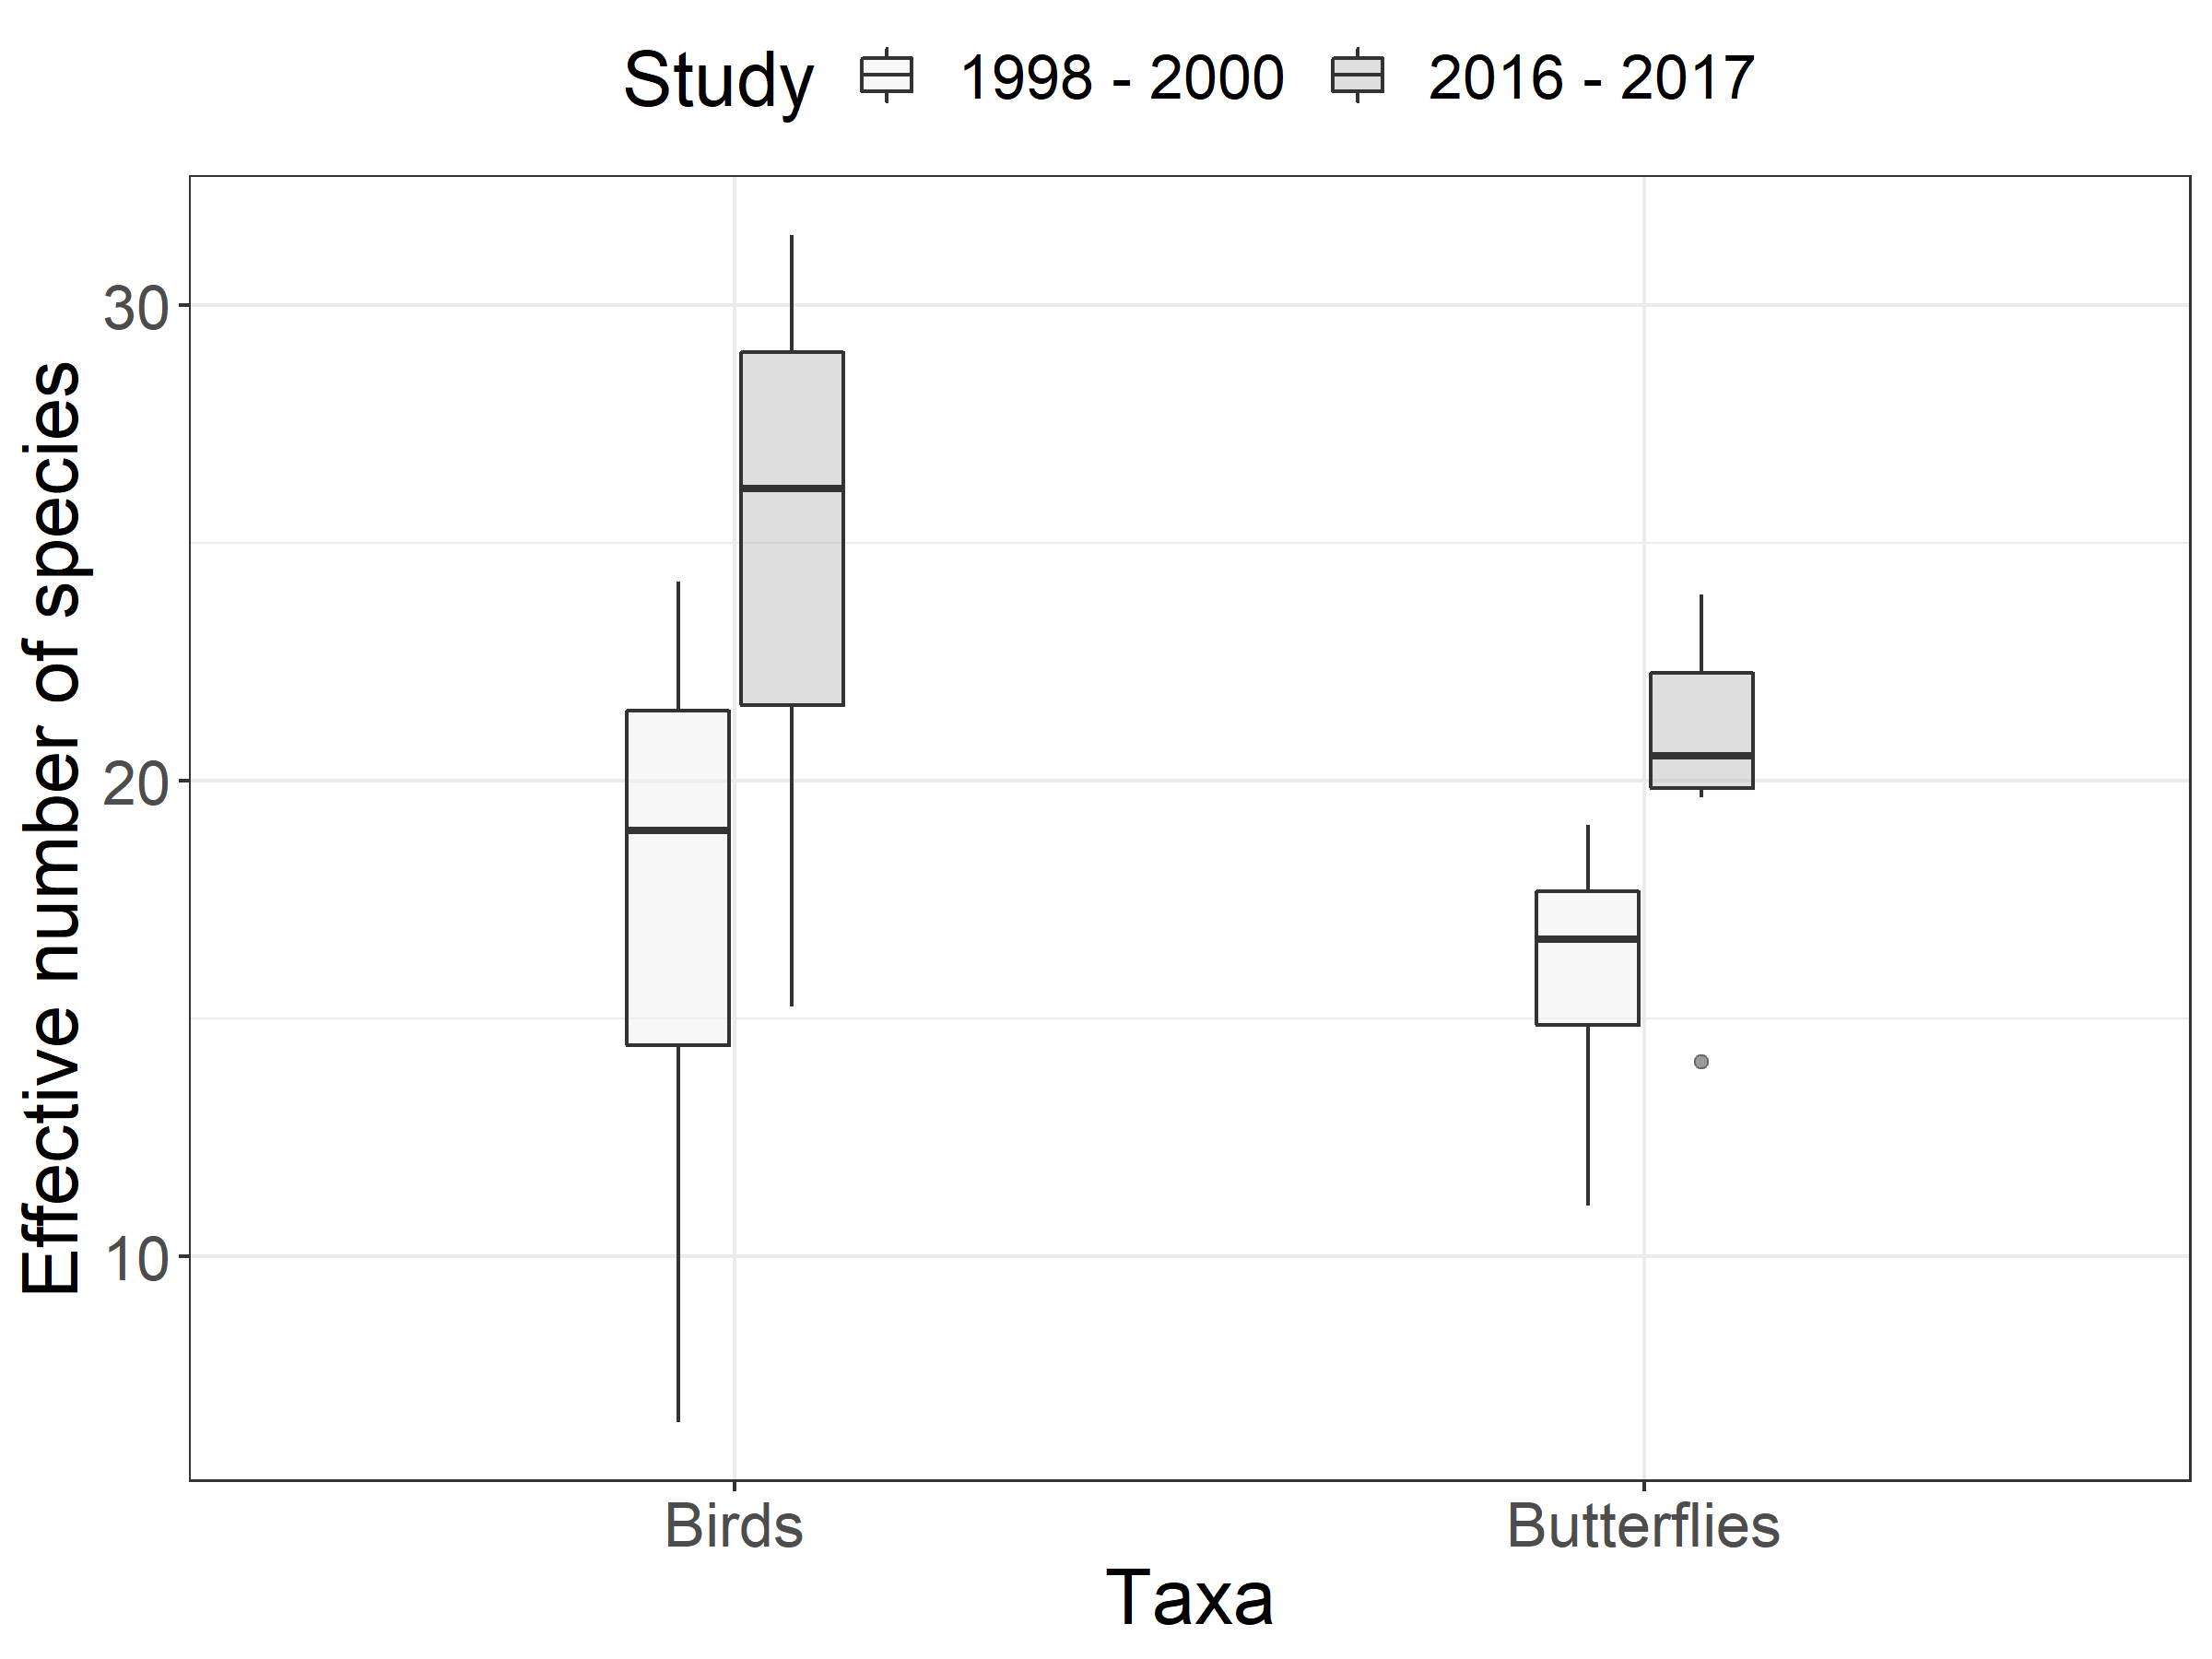 Study 1998 - 2000 2016 - 2017
Effective number of species
30
20
10
Birds Butterflies
Taxa